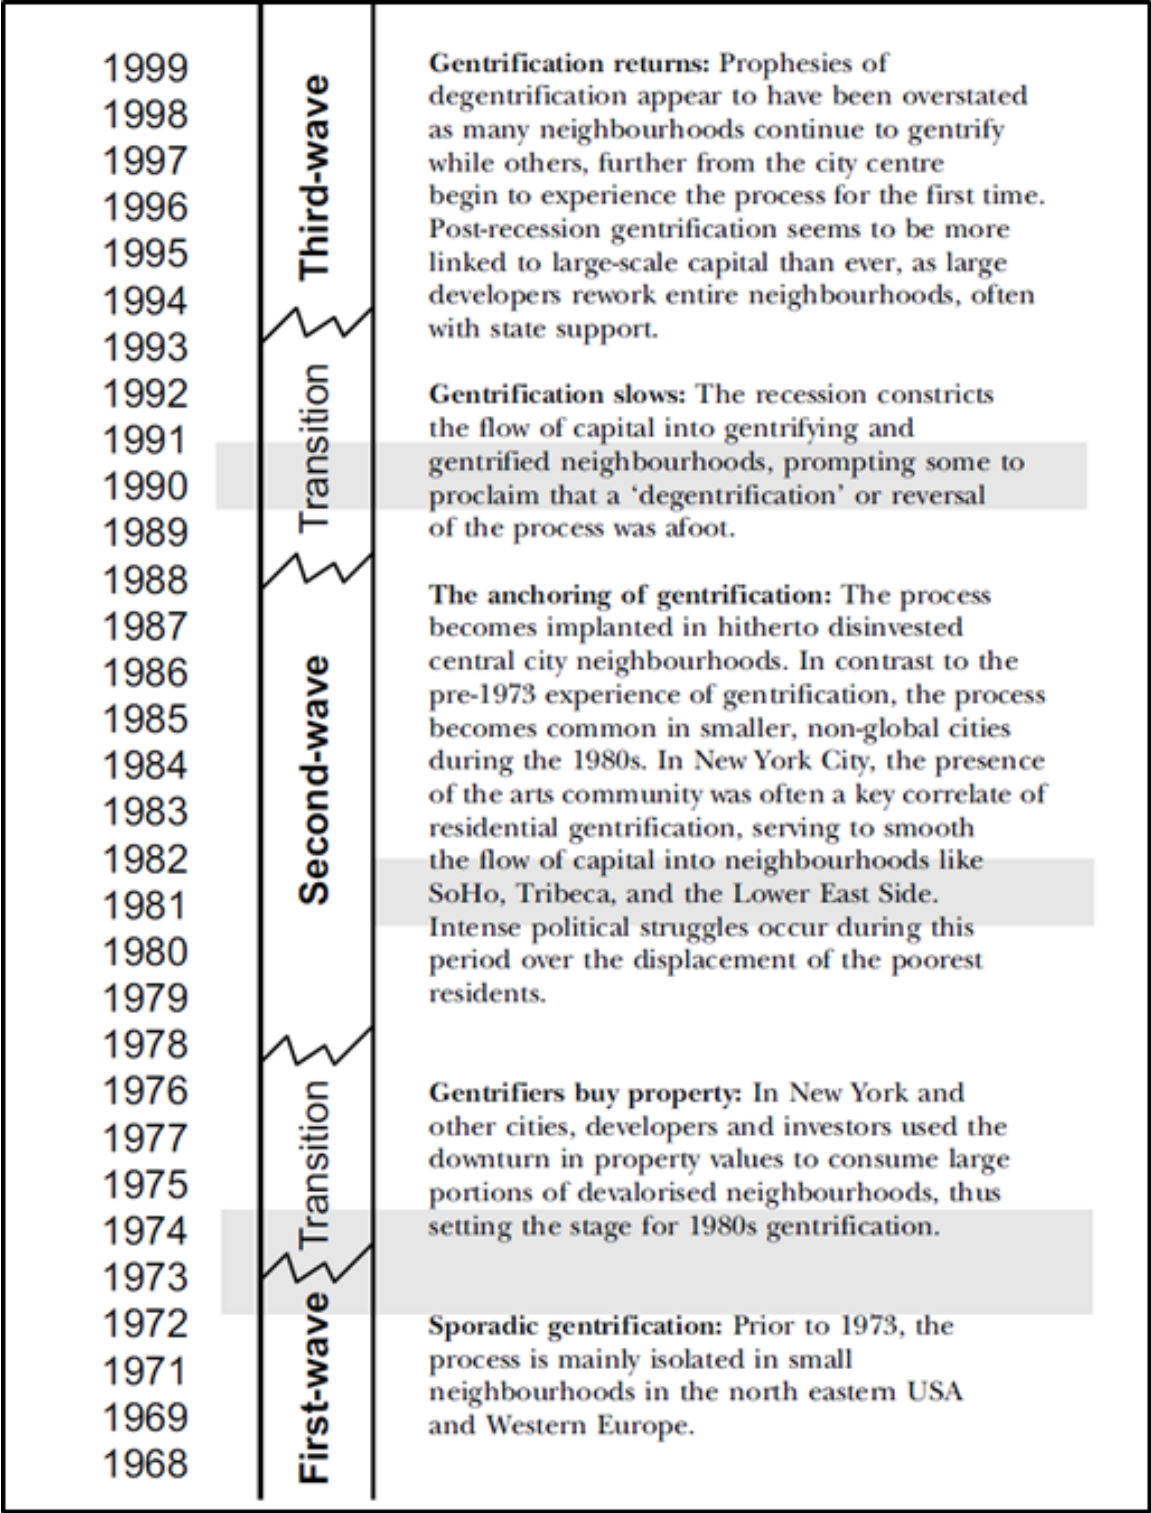 1999
1998
1997
1996
1995
1994
1993
1992
1991
1990
1989
1988
1987
1986
1985
1984
1983
1982
1981
1980
1979
1978
1976
1977
1975
1974
1973
1972
1971
1969
1968
Third-wave
Transition
Second-wave
Transition
First-wave
Gentrification returns: Prophesies of
degentrification appear to have been overstated
as many neighbourhoods continue to gentrify
while others, further from the city centre
begin to experience the process for the first time.
Post-recession gentrification seems to be more
linked to large-scale capital than ever, as large
developers rework entire neighbourhoods, often
with state support.
Gentrification slows: The recession constricts
the flow of capital into gentrifying and
gentrified neighbourhoods, prompting some to
proclaim that a ‘degentrification’ or reversal
of the process was afoot.
The anchoring of gentrification: The process
becomes implanted in hitherto disinvested
central city neighbourhoods. In contrast to the
pre-1973 experience of gentrification, the process
becomes common in smaller, non-global cities
during the 1980s. In New York City, the presence
of the arts community was often a key correlate of
residential gentrification, serving to smooth
the flow of capital into neighbourhoods like
SoHo, Tribeca, and the Lower East Side.
Intense political struggles occur during this
period over the displacement of the poorest
residents.
Gentrifiers buy property: In New York and
other cities, developers and investors used the
downturn in property values to consume large
portions of devalorised neighbourhoods, thus
setting the stage for 1980s gentrification.
Sporadic gentrification: Prior to 1973, the
process is mainly isolated in small
neighbourhoods in the north eastern USA
and Western Europe.